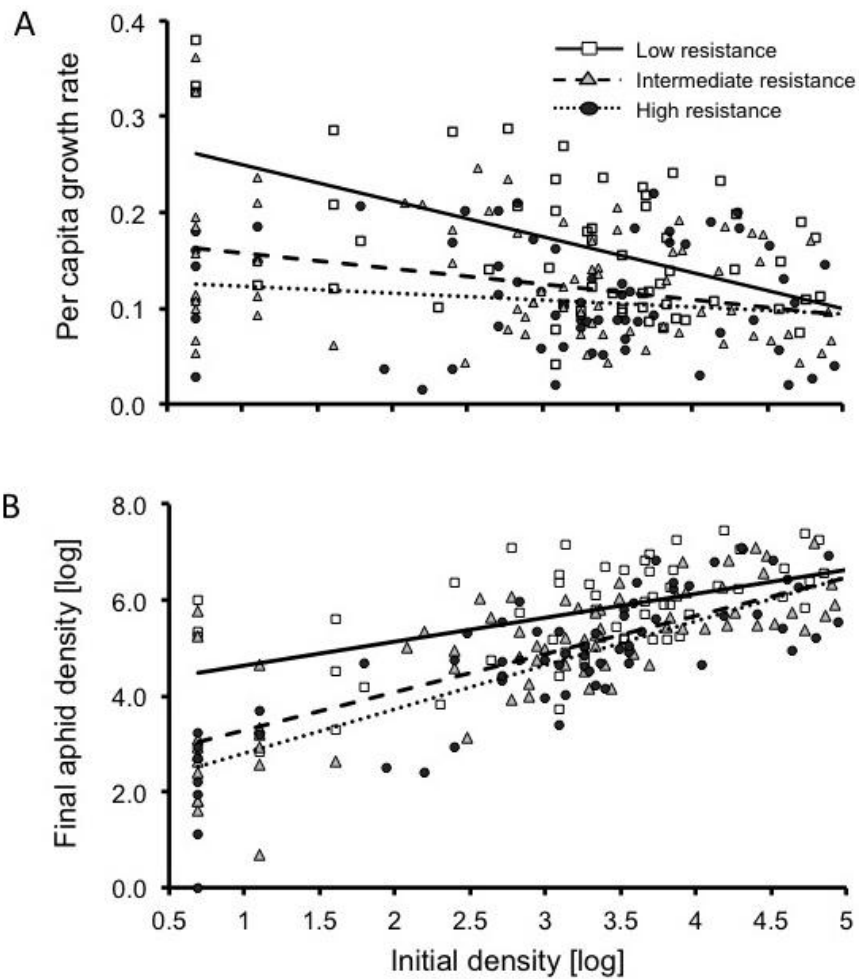 A
Per capita growth rate
0.4
0.3
0.2
0.1
0.0
Low resistance
Intermediate resistance
High resistance
B
Final aphid density [log]
8.0
6.0
4.0
2.0
0.0
0.5 1 1.5 2 2.5 3 3.5 4 4.5 5
Initial density [log]